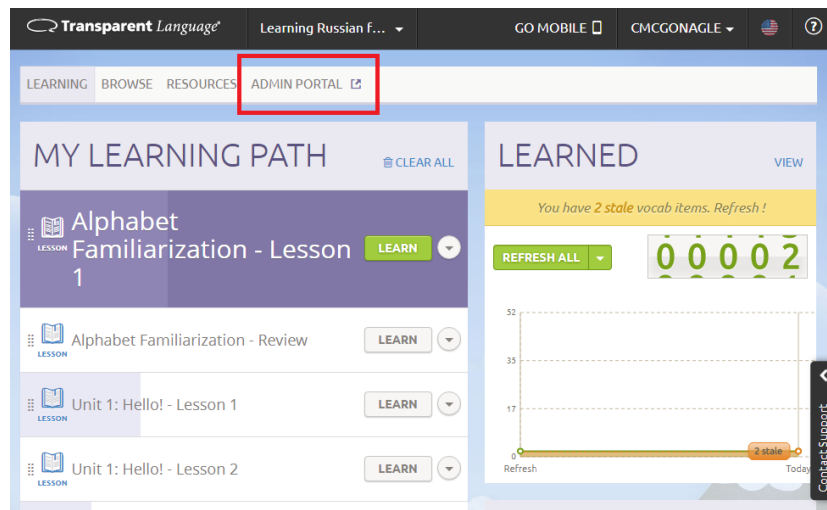 Transparent Language®
Learning Russian f...
GO MOBILE
CMCGONAGLE
?
LEARNING BROWSE RESOURCES ADMIN PORTAL
MY LEARNING PATH
CLEAR ALL
LESSON
Alphabet
Familiarization - Lesson
1
LEARN
LESSON
Alphabet Familiarization - Review
LEARN
LESSON
Unit 1: Hello! - Lesson 1
LEARN
LESSON
Unit 1: Hello! - Lesson 2
LEARN
LEARNED
VIEW
You have 2 stale vocab items. Refresh !
REFRESH ALL
0 0 0 0 2
52
35
17
0
2 stale
Refresh
Today
Contact Support